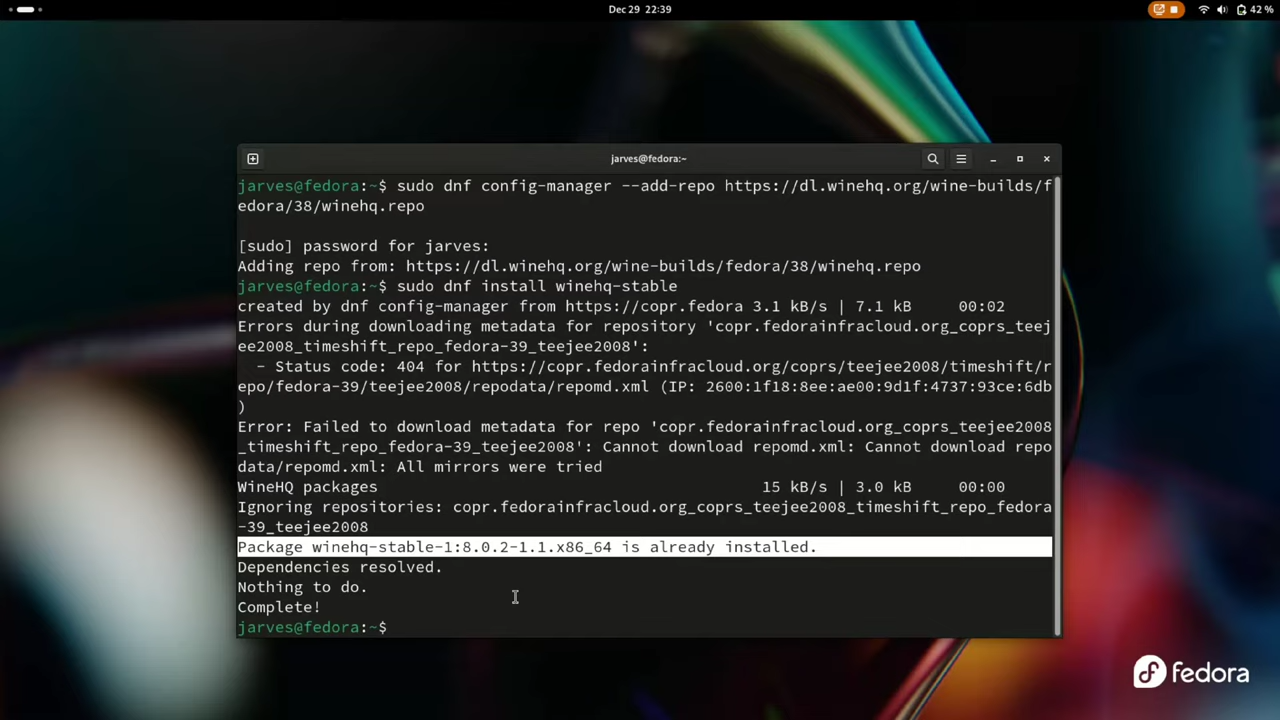 Dec 29 22:39
42 %
jarves@fedora:~
jarves@fedora:~$ sudo dnf config-manager --add-repo https://dl.winehq.org/wine-builds/f
edora/38/winehq.repo
[sudo] password for jarves:
Adding repo from: https://dl.winehq.org/wine-builds/fedora/38/winehq.repo
jarves@fedora:~$ sudo dnf install winehq-stable
created by dnf config-manager from https://copr.fedora 3.1 kB/s | 7.1 kB     00:02
Errors during downloading metadata for repository 'copr.fedorainfracloud.org_coprs_teej
ee2008_timeshift_repo_fedora-39_teejee2008':
  - Status code: 404 for https://copr.fedorainfracloud.org/coprs/teejee2008/timeshift/r
epo/fedora-39/teejee2008/repodata/repomd.xml (IP: 2600:1f18:8ee:ae00:9d1f:4737:93ce:6db
)
Error: Failed to download metadata for repo 'copr.fedorainfracloud.org_coprs_teejee2008
_timeshift_repo_fedora-39_teejee2008': Cannot download repomd.xml: Cannot download repo
data/repomd.xml: All mirrors were tried
WineHQ packages                                         15 kB/s | 3.0 kB     00:00
Ignoring repositories: copr.fedorainfracloud.org_coprs_teejee2008_timeshift_repo_fedora
-39_teejee2008
Package winehq-stable-1:8.0.2-1.1.x86_64 is already installed.
Dependencies resolved.
Nothing to do.
Complete!
jarves@fedora:~$
fedora